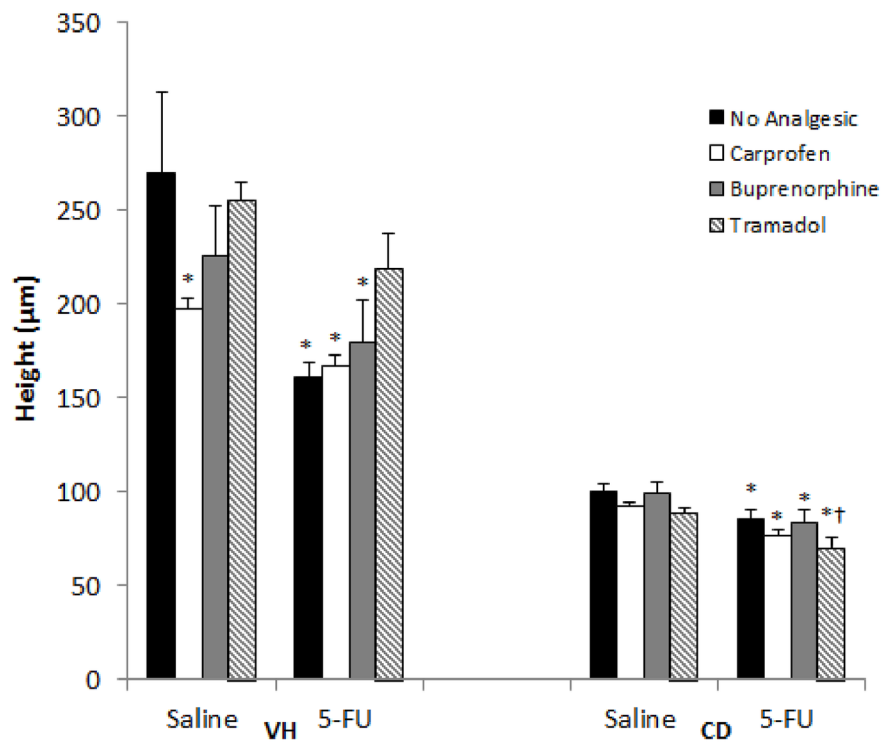 350
300
250
200
150
100
50
0
Height (µm)
No Analgesic
Carprofen
Buprenorphine
Tramadol
*
*
*
*
*
*
*
*†
Saline
VH
5-FU
Saline
CD
5-FU